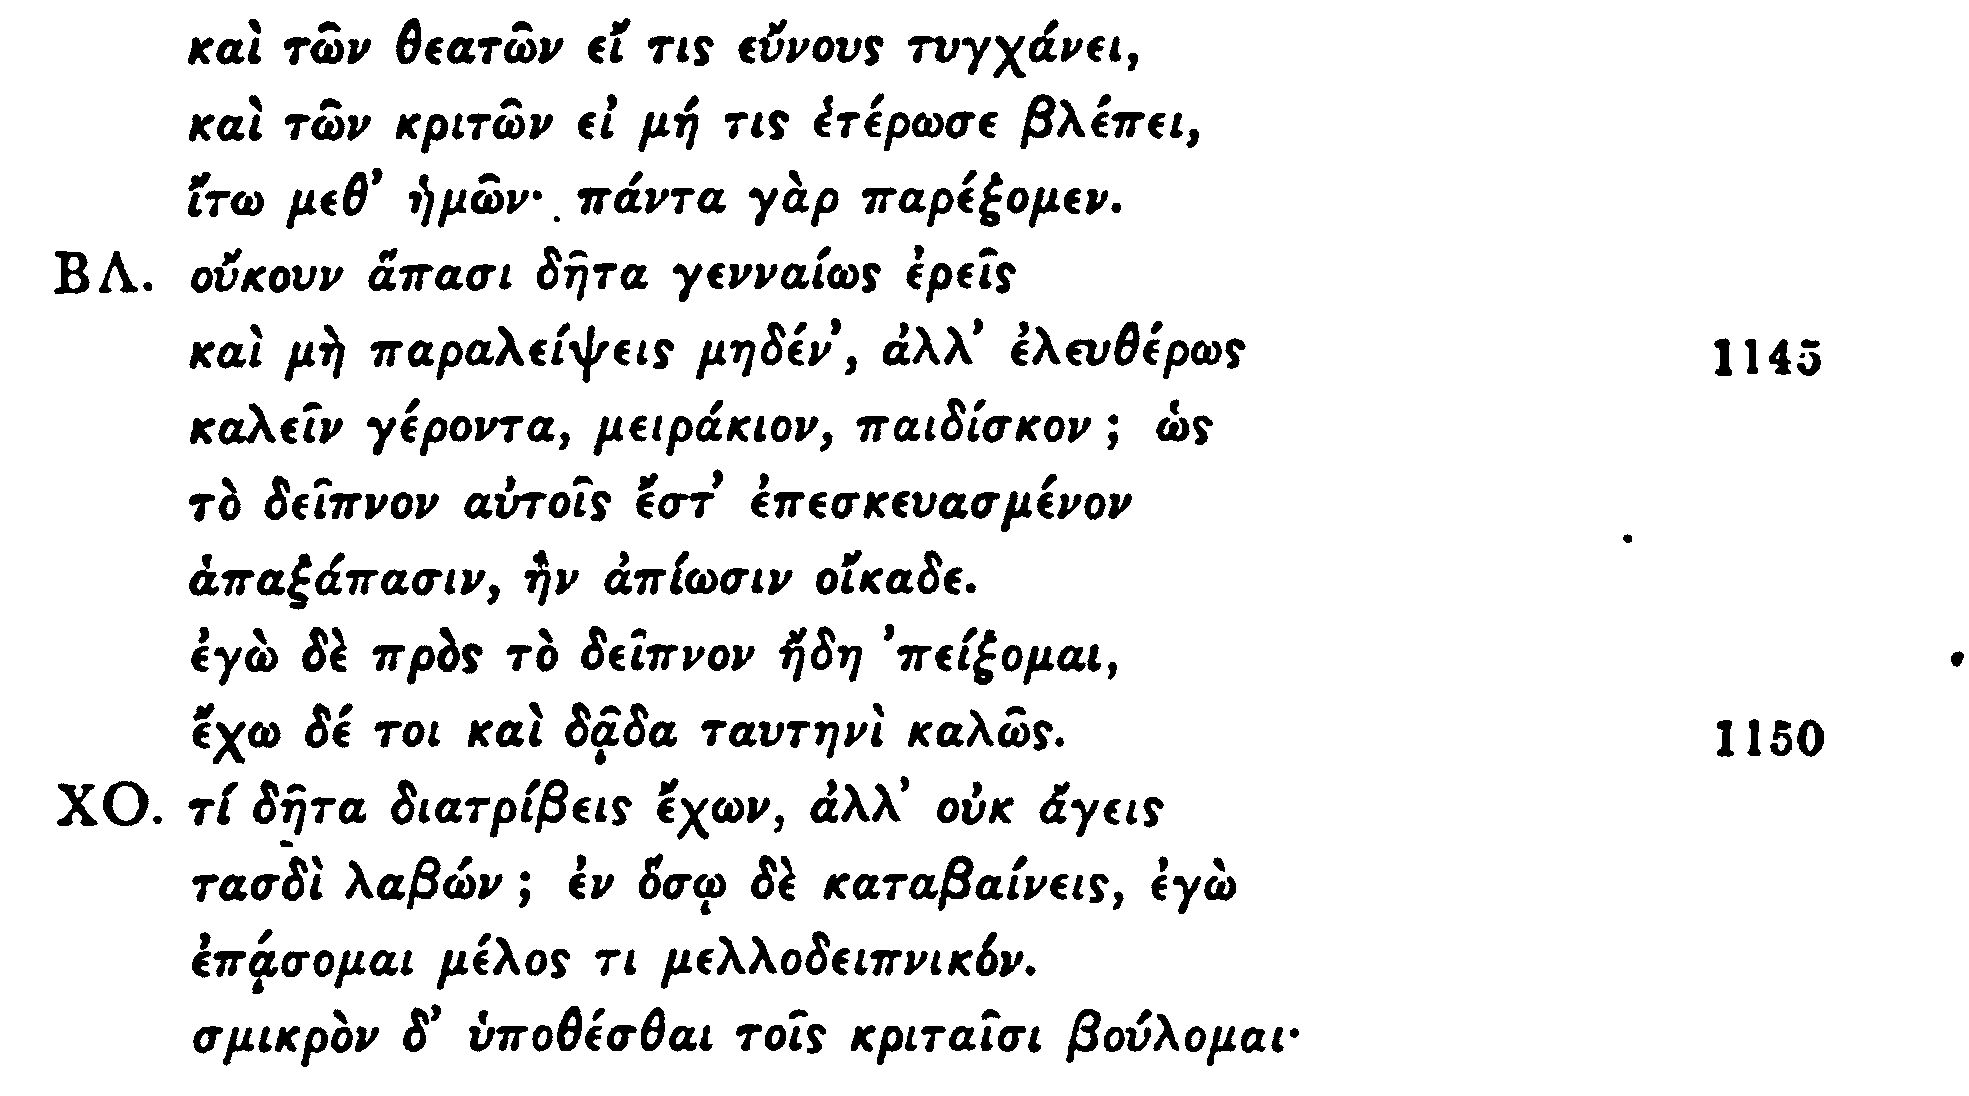 καὶ τῶν θεατῶν εἴ τις εὔνους τυγχάνει,
καὶ τῶν κριτῶν εἰ μή τις ἑτέρωσε βλέπει,
ἴτω μεθ’ ἡμῶν· πάντα γὰρ παρέξομεν.
ΒΛ. οὔκουν ἅπασι δῆτα γενναίως ἐρεῖς
καὶ μὴ παραλείψεις μηδέν’, ἀλλ’ ἐλευθέρως 1145
καλεῖν γέροντα, μειράκιον, παιδίσκον ; ὡς
τὸ δεῖπνον αὐτοῖς ἔστ’ ἐπεσκευασμένον
ἁπαξάπασιν, ἢν ἀπίωσιν οἴκαδε.
ἐγὼ δὲ πρὸς τὸ δεῖπνον ἤδη ’πείξομαι,
ἔχω δέ τοι καὶ δᾷδα ταυτηνὶ καλῶς. 1150
ΧΟ. τί δῆτα διατρίβεις ἔχων, ἀλλ’ οὐκ ἄγεις
τασδὶ λαβών ; ἐν ὅσῳ δὲ καταβαίνεις, ἐγὼ
ἐπᾴσομαι μέλος τι μελλοδειπνικόν.
σμικρὸν δ’ ὑποθέσθαι τοῖς κριταῖσι βούλομαι·